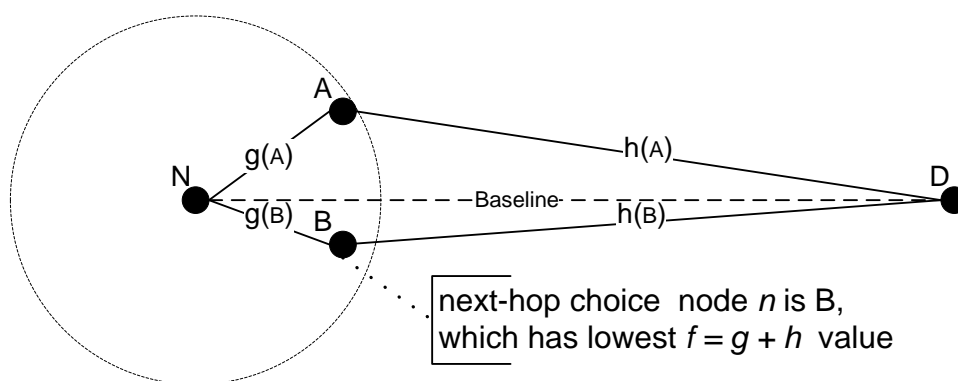 A
g(A)
h(A)
N
D
Baseline
g(B)
h(B)
B
next-hop choice node n is B,
which has lowest f = g + h value